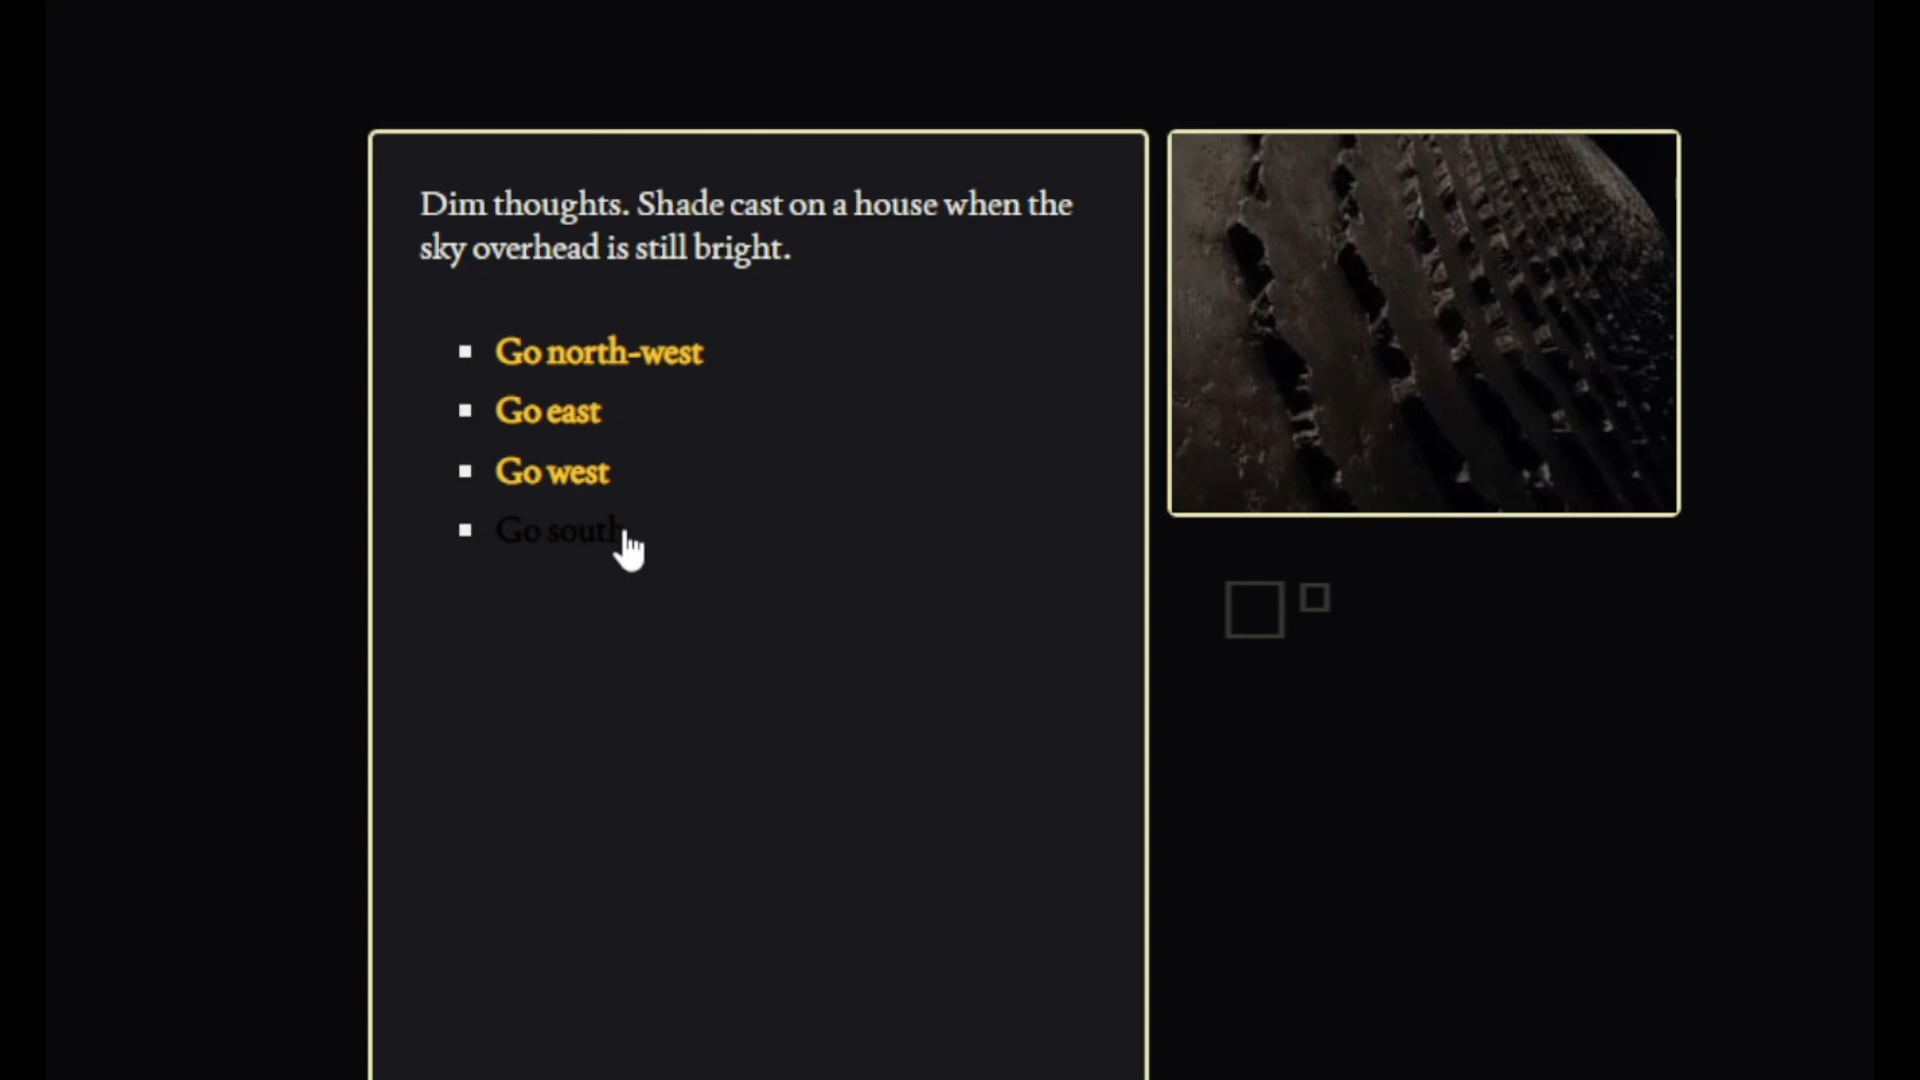 Dim thoughts. Shade cast on a house when the
sky overhead is still bright.
Go north-west
Go east
Go west
Go south